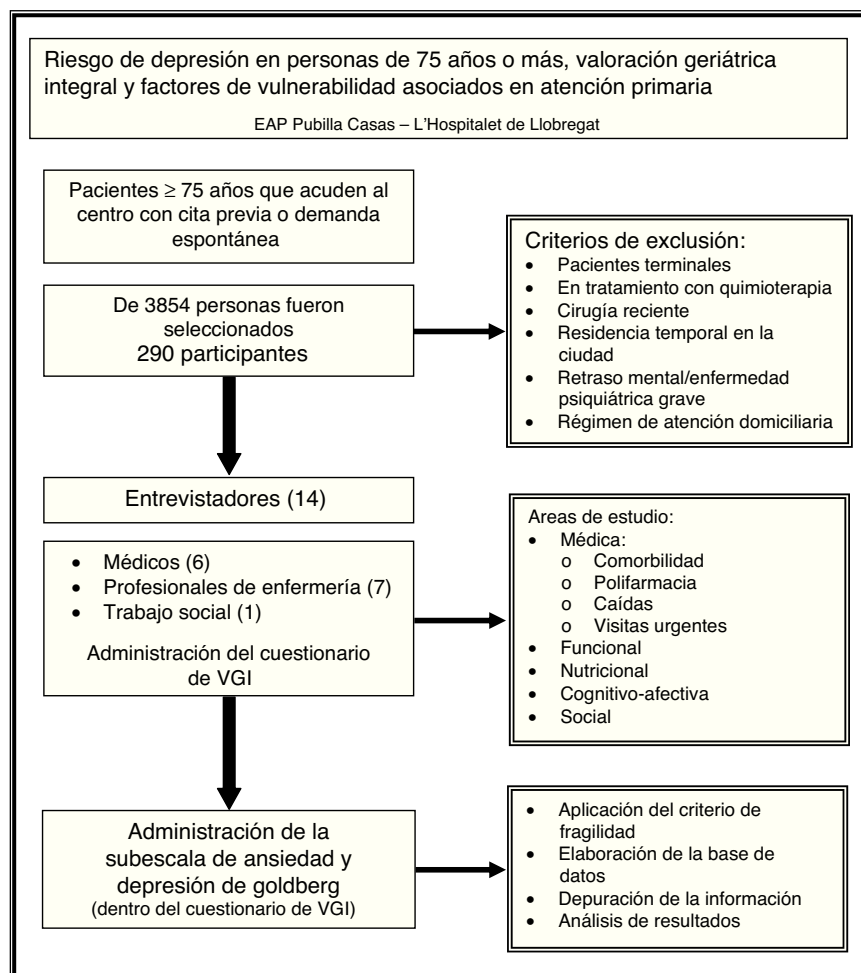 Riesgo de depresión en personas de 75 años o más, valoración geriátrica
integral y factores de vulnerabilidad asociados en atención primaria
EAP Pubilla Casas – L'Hospitalet de Llobregat
Pacientes ≥ 75 años que acuden al
centro con cita previa o demanda
espontánea
De 3854 personas fueron
seleccionados
290 participantes
Criterios de exclusión:
• Pacientes terminales
• En tratamiento con quimioterapia
• Cirugía reciente
• Residencia temporal en la
ciudad
• Retraso mental/enfermedad
psiquiátrica grave
• Régimen de atención domiciliaria
Entrevistadores (14)
• Médicos (6)
• Profesionales de enfermería (7)
• Trabajo social (1)
Administración del cuestionario
de VGI
Areas de estudio:
• Médica:
o Comorbilidad
o Polifarmacia
o Caídas
o Visitas urgentes
• Funcional
• Nutricional
• Cognitivo-afectiva
• Social
Administración de la
subescala de ansiedad y
depresión de goldberg
(dentro del cuestionario de VGI)
• Aplicación del criterio de
fragilidad
• Elaboración de la base de
datos
• Depuración de la información
• Análisis de resultados